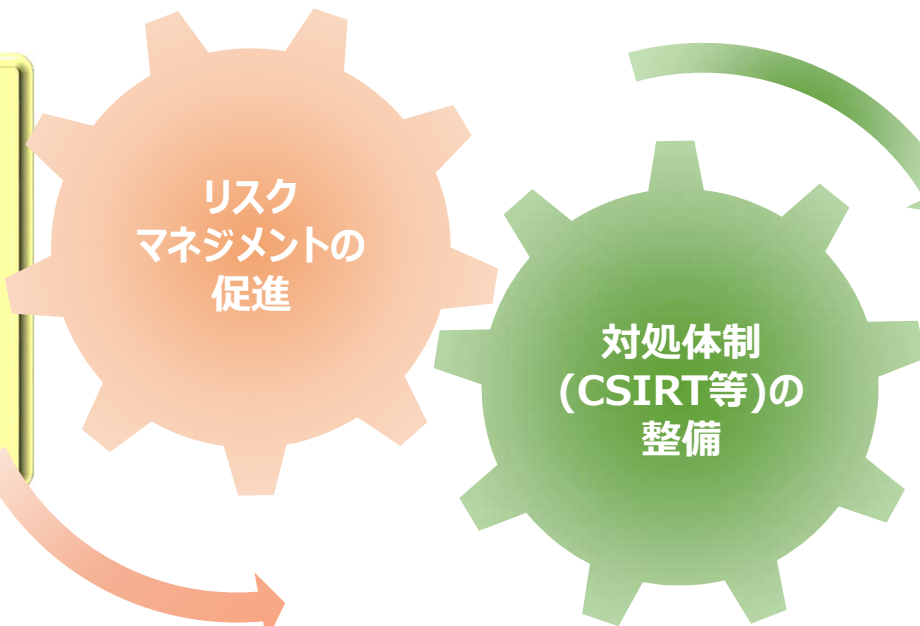 リスク
マネジメントの
促進
対処体制
(CSIRT等)の
整備